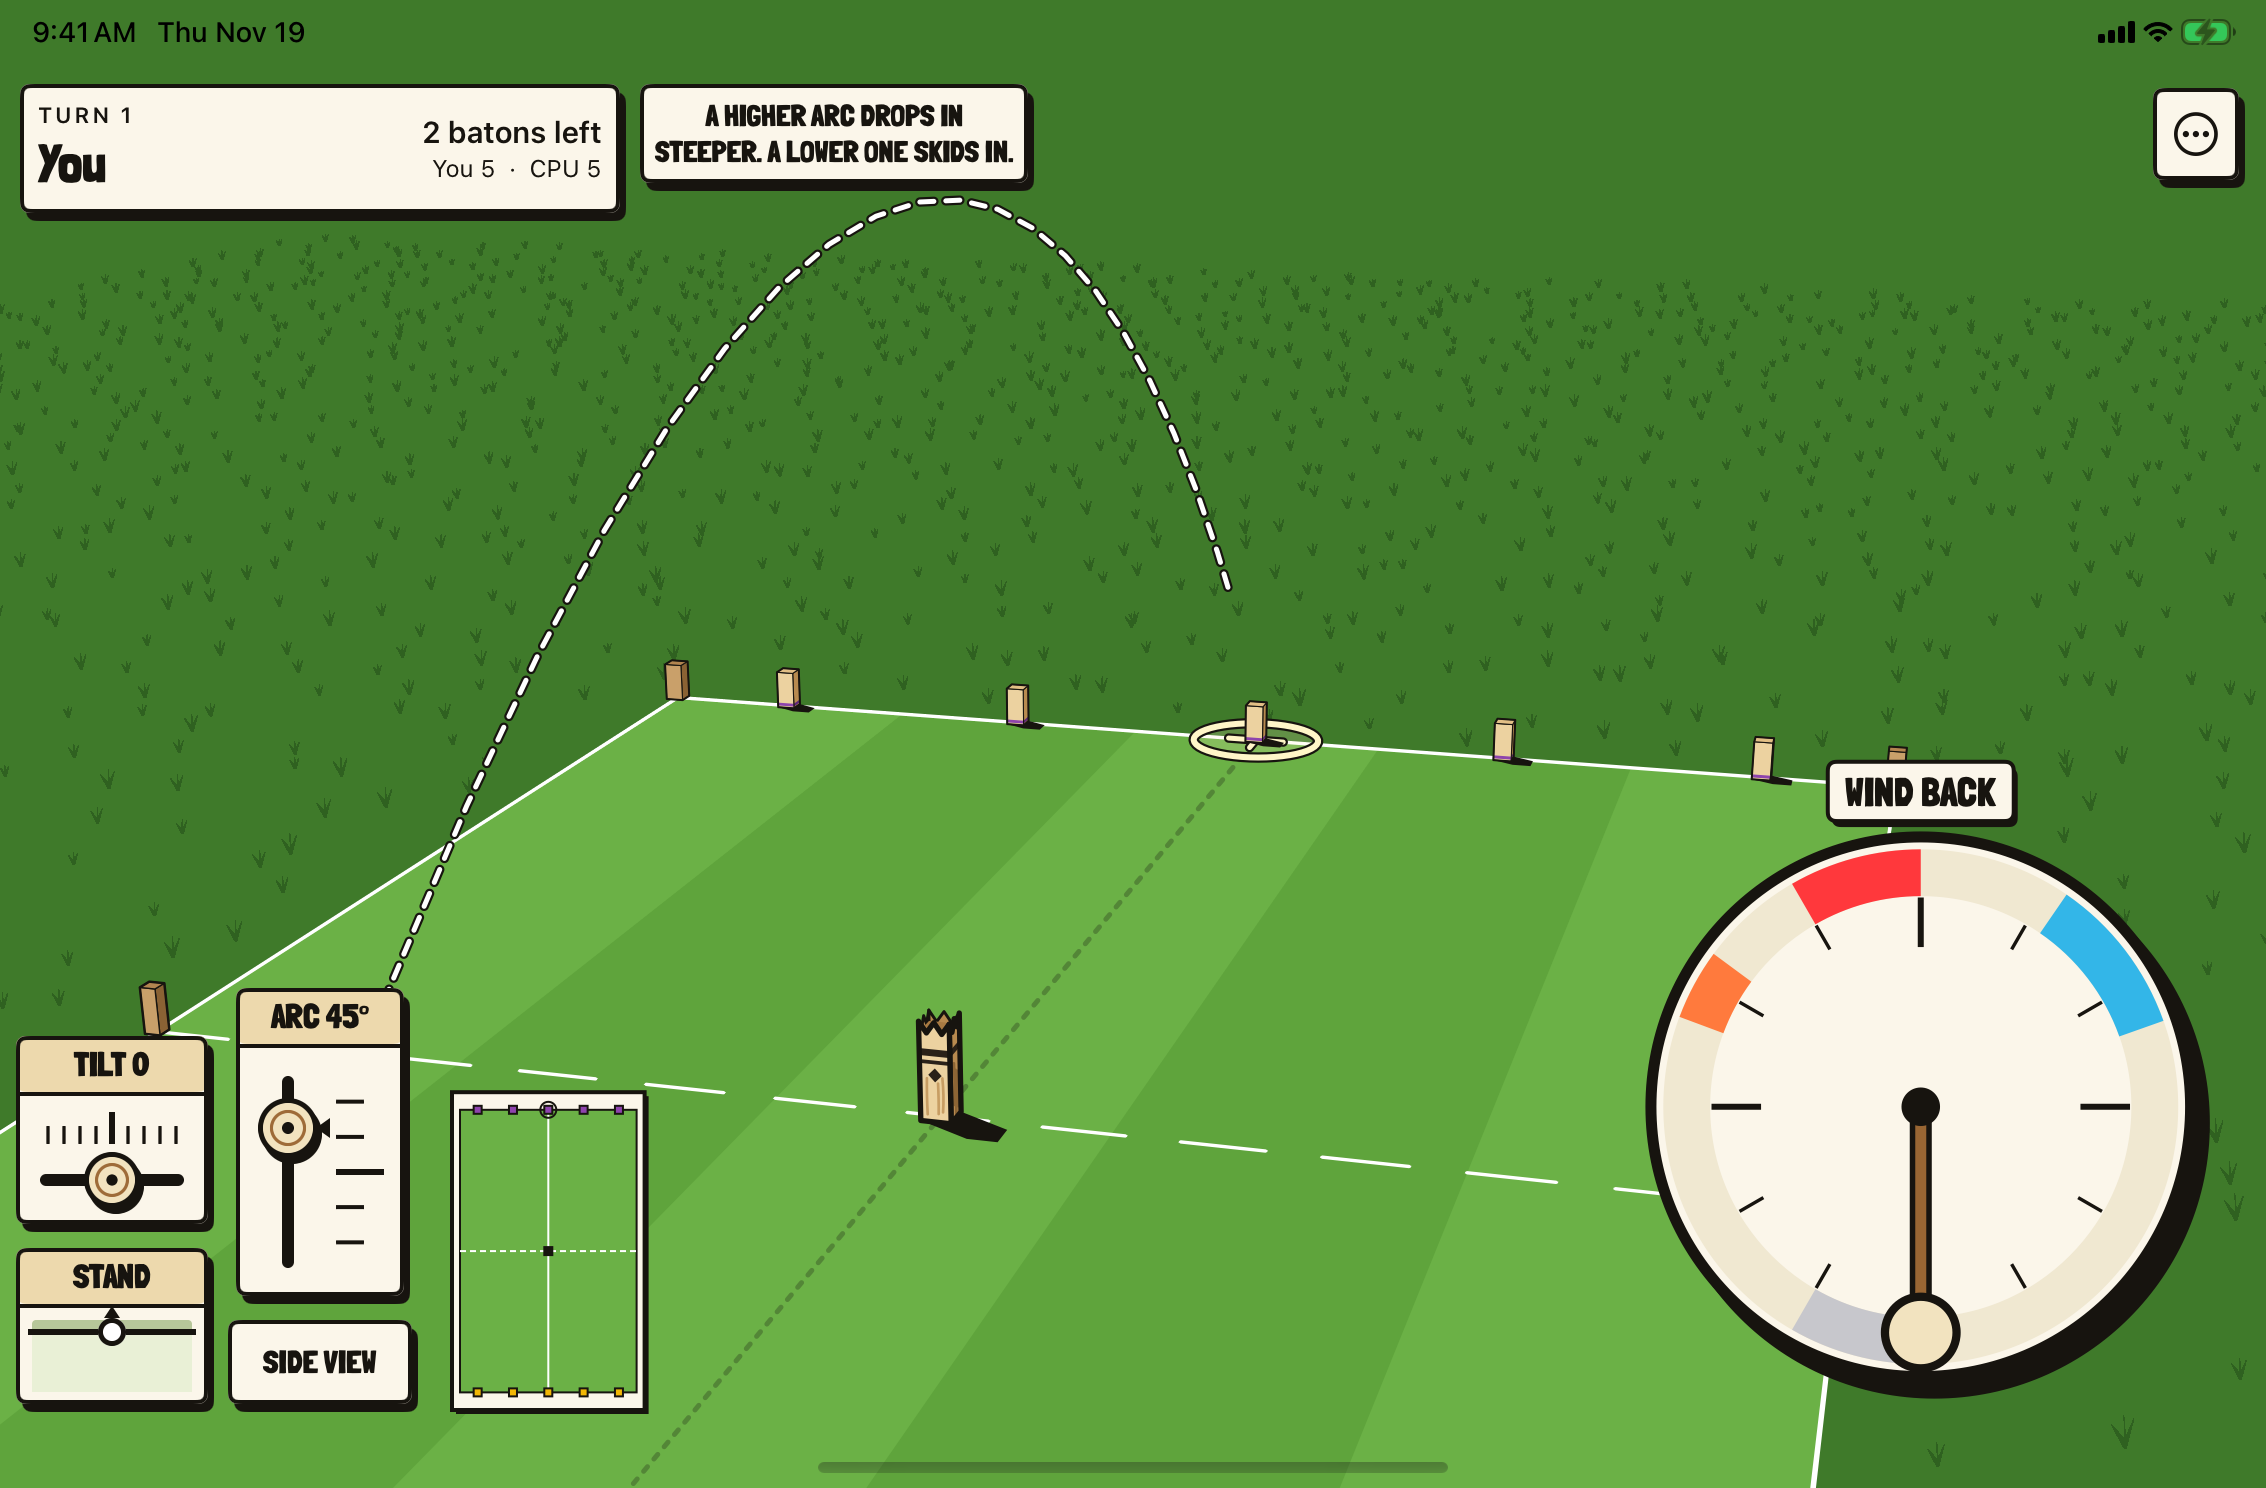 9:41 AM Thu Nov 19
TURN 1
You
2 batons left
You 5 · CPU 5
A HIGHER ARC DROPS IN
STEEPER. A LOWER ONE SKIDS IN.
WIND BACK
ARC 45°
TILT 0
STAND
SIDE VIEW